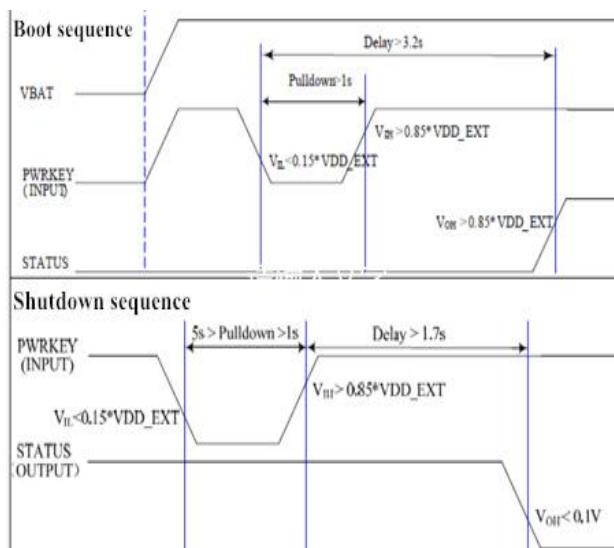 Boot sequence
Delay>3.2s
Pulldown>1s
VBAT
VIH>0.85*VDD_EXT
VIL<0.15*VDD_EXT
PWRKEY
(INPUT)
VOH>0.85*VDD_EXT
STATUS
Shutdown sequence
5s > Pulldown >1s
Delay > 1.7s
PWRKEY
(INPUT)
VIH> 0.85*VDD_EXT
VIL<0.15*VDD_EXT
STATUS
(OUTPUT)
VOH< 0.1V